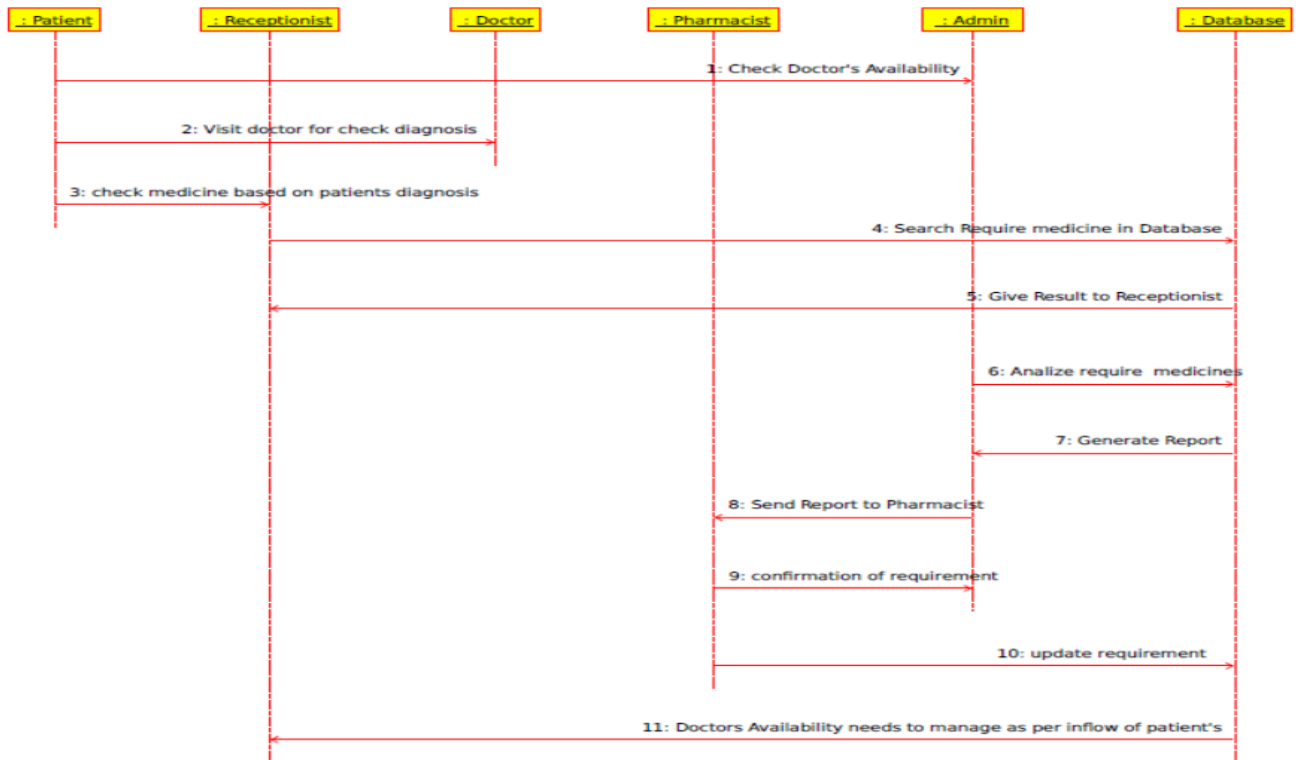 : Patient
: Receptionist
: Doctor
: Pharmacist
: Admin
: Database
1: Check Doctor's Availability
2: Visit doctor for check diagnosis
3: check medicine based on patients diagnosis
4: Search Require medicine in Database
5: Give Result to Receptionist
6: Analize require  medicines
7: Generate Report
8: Send Report to Pharmacist
9: confirmation of requirement
10: update requirement
11: Doctors Availability needs to manage as per inflow of patient's